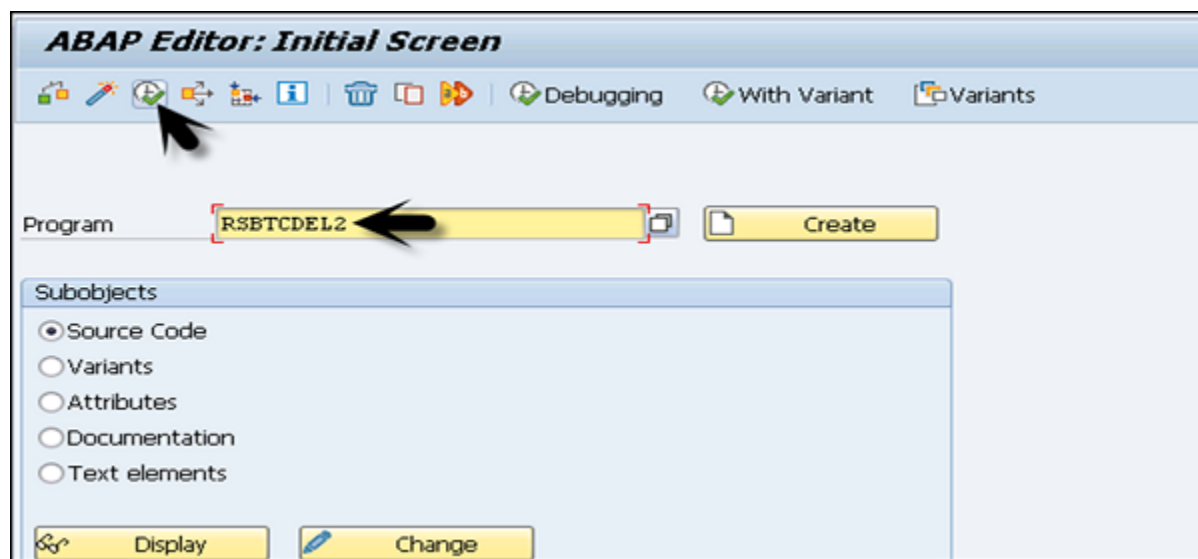 ABAP Editor: Initial Screen
Debugging With Variant Variants
Program RSBTCDEL2 Create
Subobjects
Source Code
Variants
Attributes
Documentation
Text elements
Display Change